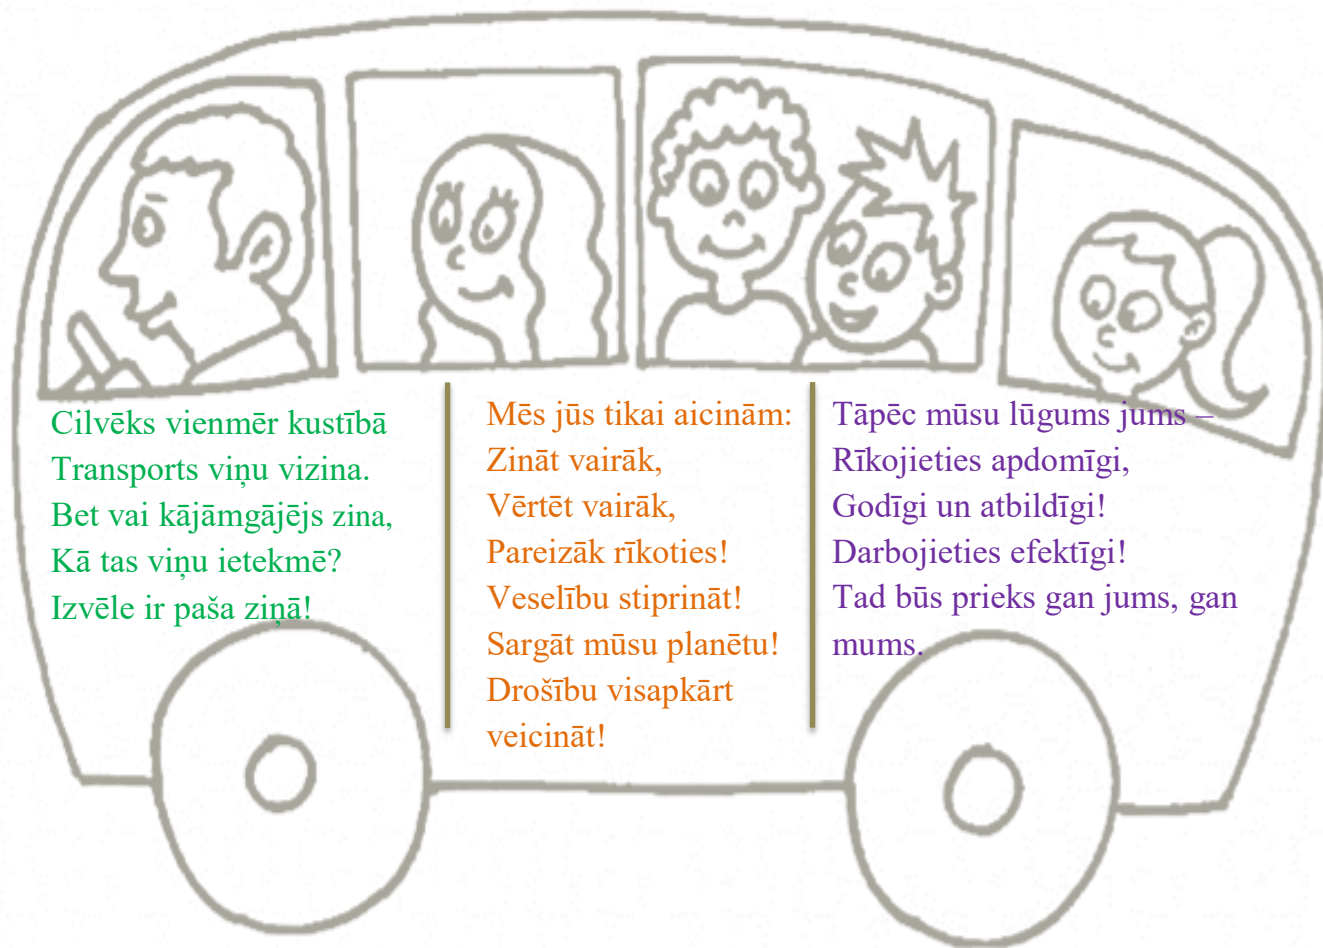 Cilvēks vienmēr kustībā
Transports viņu vizina.
Bet vai kājāmgājējs zina,
Kā tas viņu ietekmē?
Izvēle ir paša ziņā!
Mēs jūs tikai aicinām:
Zināt vairāk,
Vērtēt vairāk,
Pareizāk rīkoties!
Veselību stiprināt!
Sargāt mūsu planētu!
Drošību visapkārt
veicināt!
Tāpēc mūsu lūgums jums –
Rīkojieties apdomīgi,
Godīgi un atbildīgi!
Darbojieties efektīgi!
Tad būs prieks gan jums, gan
mums.